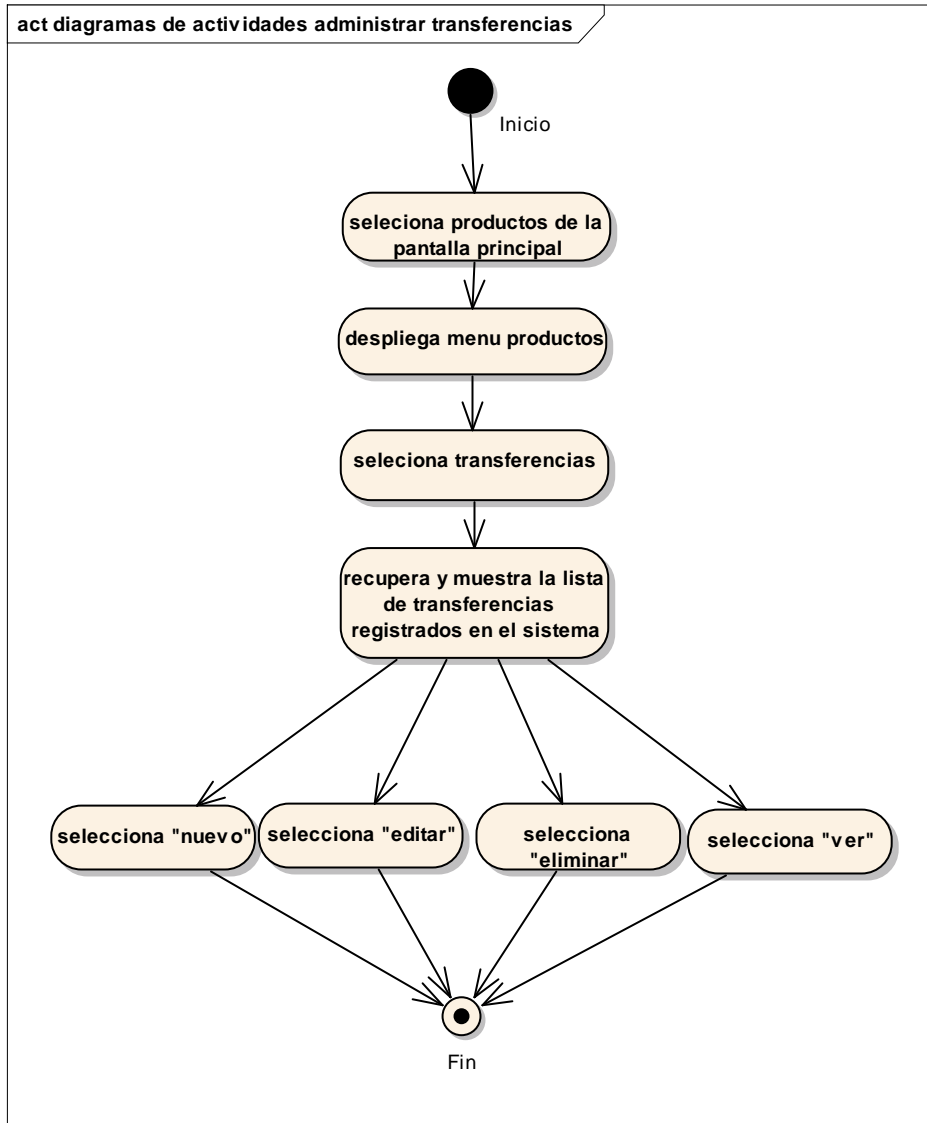 act diagramas de actividades administrar transferencias
Inicio
seleciona productos de la
pantalla principal
despliega menu productos
seleciona transferencias
recupera y muestra la lista
de transferencias
registrados en el sistema
selecciona "nuevo"
selecciona "editar"
selecciona
"eliminar"
selecciona "ver"
Fin